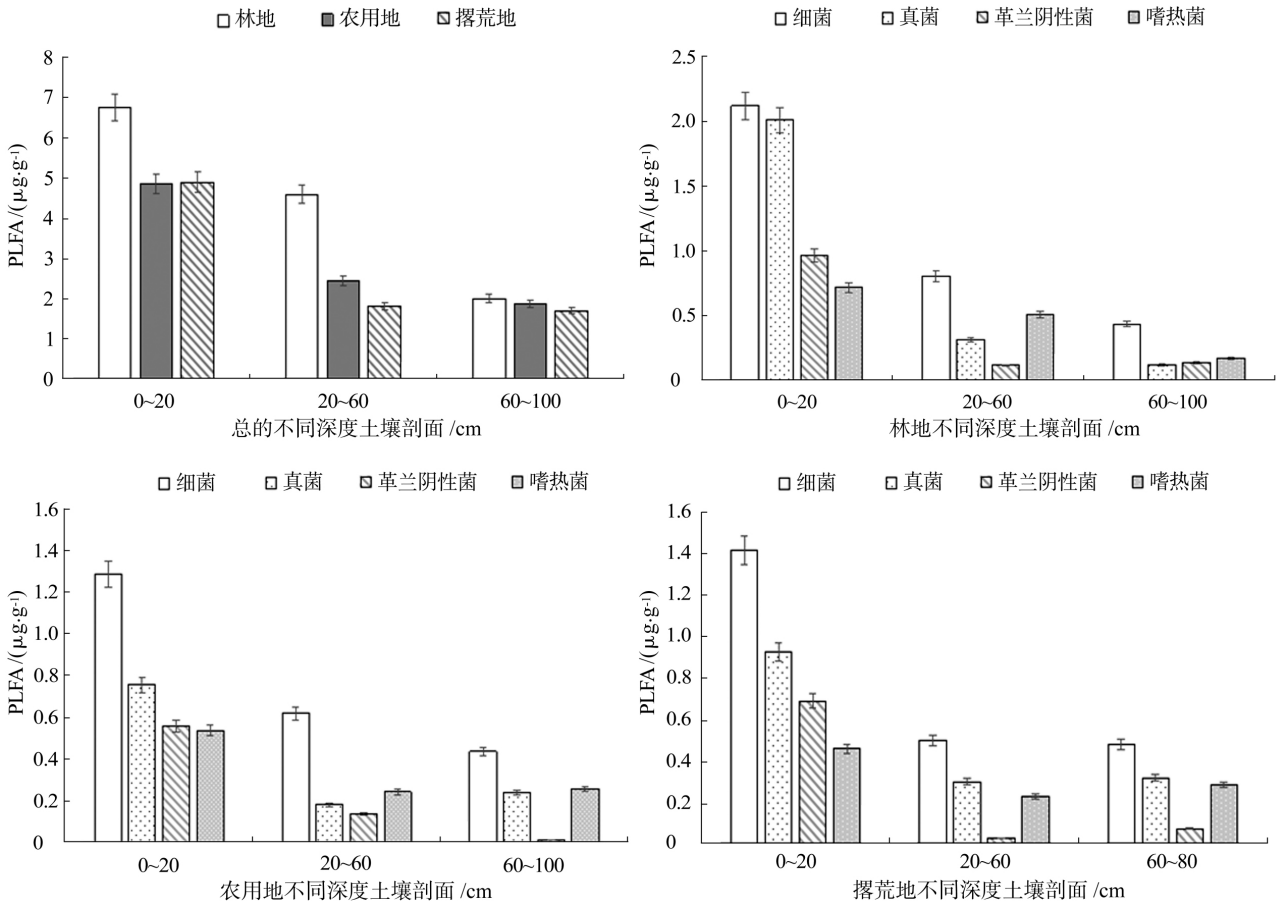 林地 农用地 撂荒地
PLFA/(μg·g⁻¹)
8
7
6
5
4
3
2
1
0
0~20 20~60 60~100
总的不同深度土壤剖面 /cm
细菌 真菌 革兰阴性菌 嗜热菌
PLFA/(μg·g⁻¹)
2.5
2.0
1.5
1.0
0.5
0
0~20 20~60 60~100
林地不同深度土壤剖面 /cm
细菌 真菌 革兰阴性菌 嗜热菌
PLFA/(μg·g⁻¹)
1.6
1.4
1.2
1.0
0.8
0.6
0.4
0.2
0
0~20 20~60 60~100
农用地不同深度土壤剖面 /cm
细菌 真菌 革兰阴性菌 嗜热菌
PLFA/(μg·g⁻¹)
1.6
1.4
1.2
1.0
0.8
0.6
0.4
0.2
0
0~20 20~60 60~80
撂荒地不同深度土壤剖面 /cm